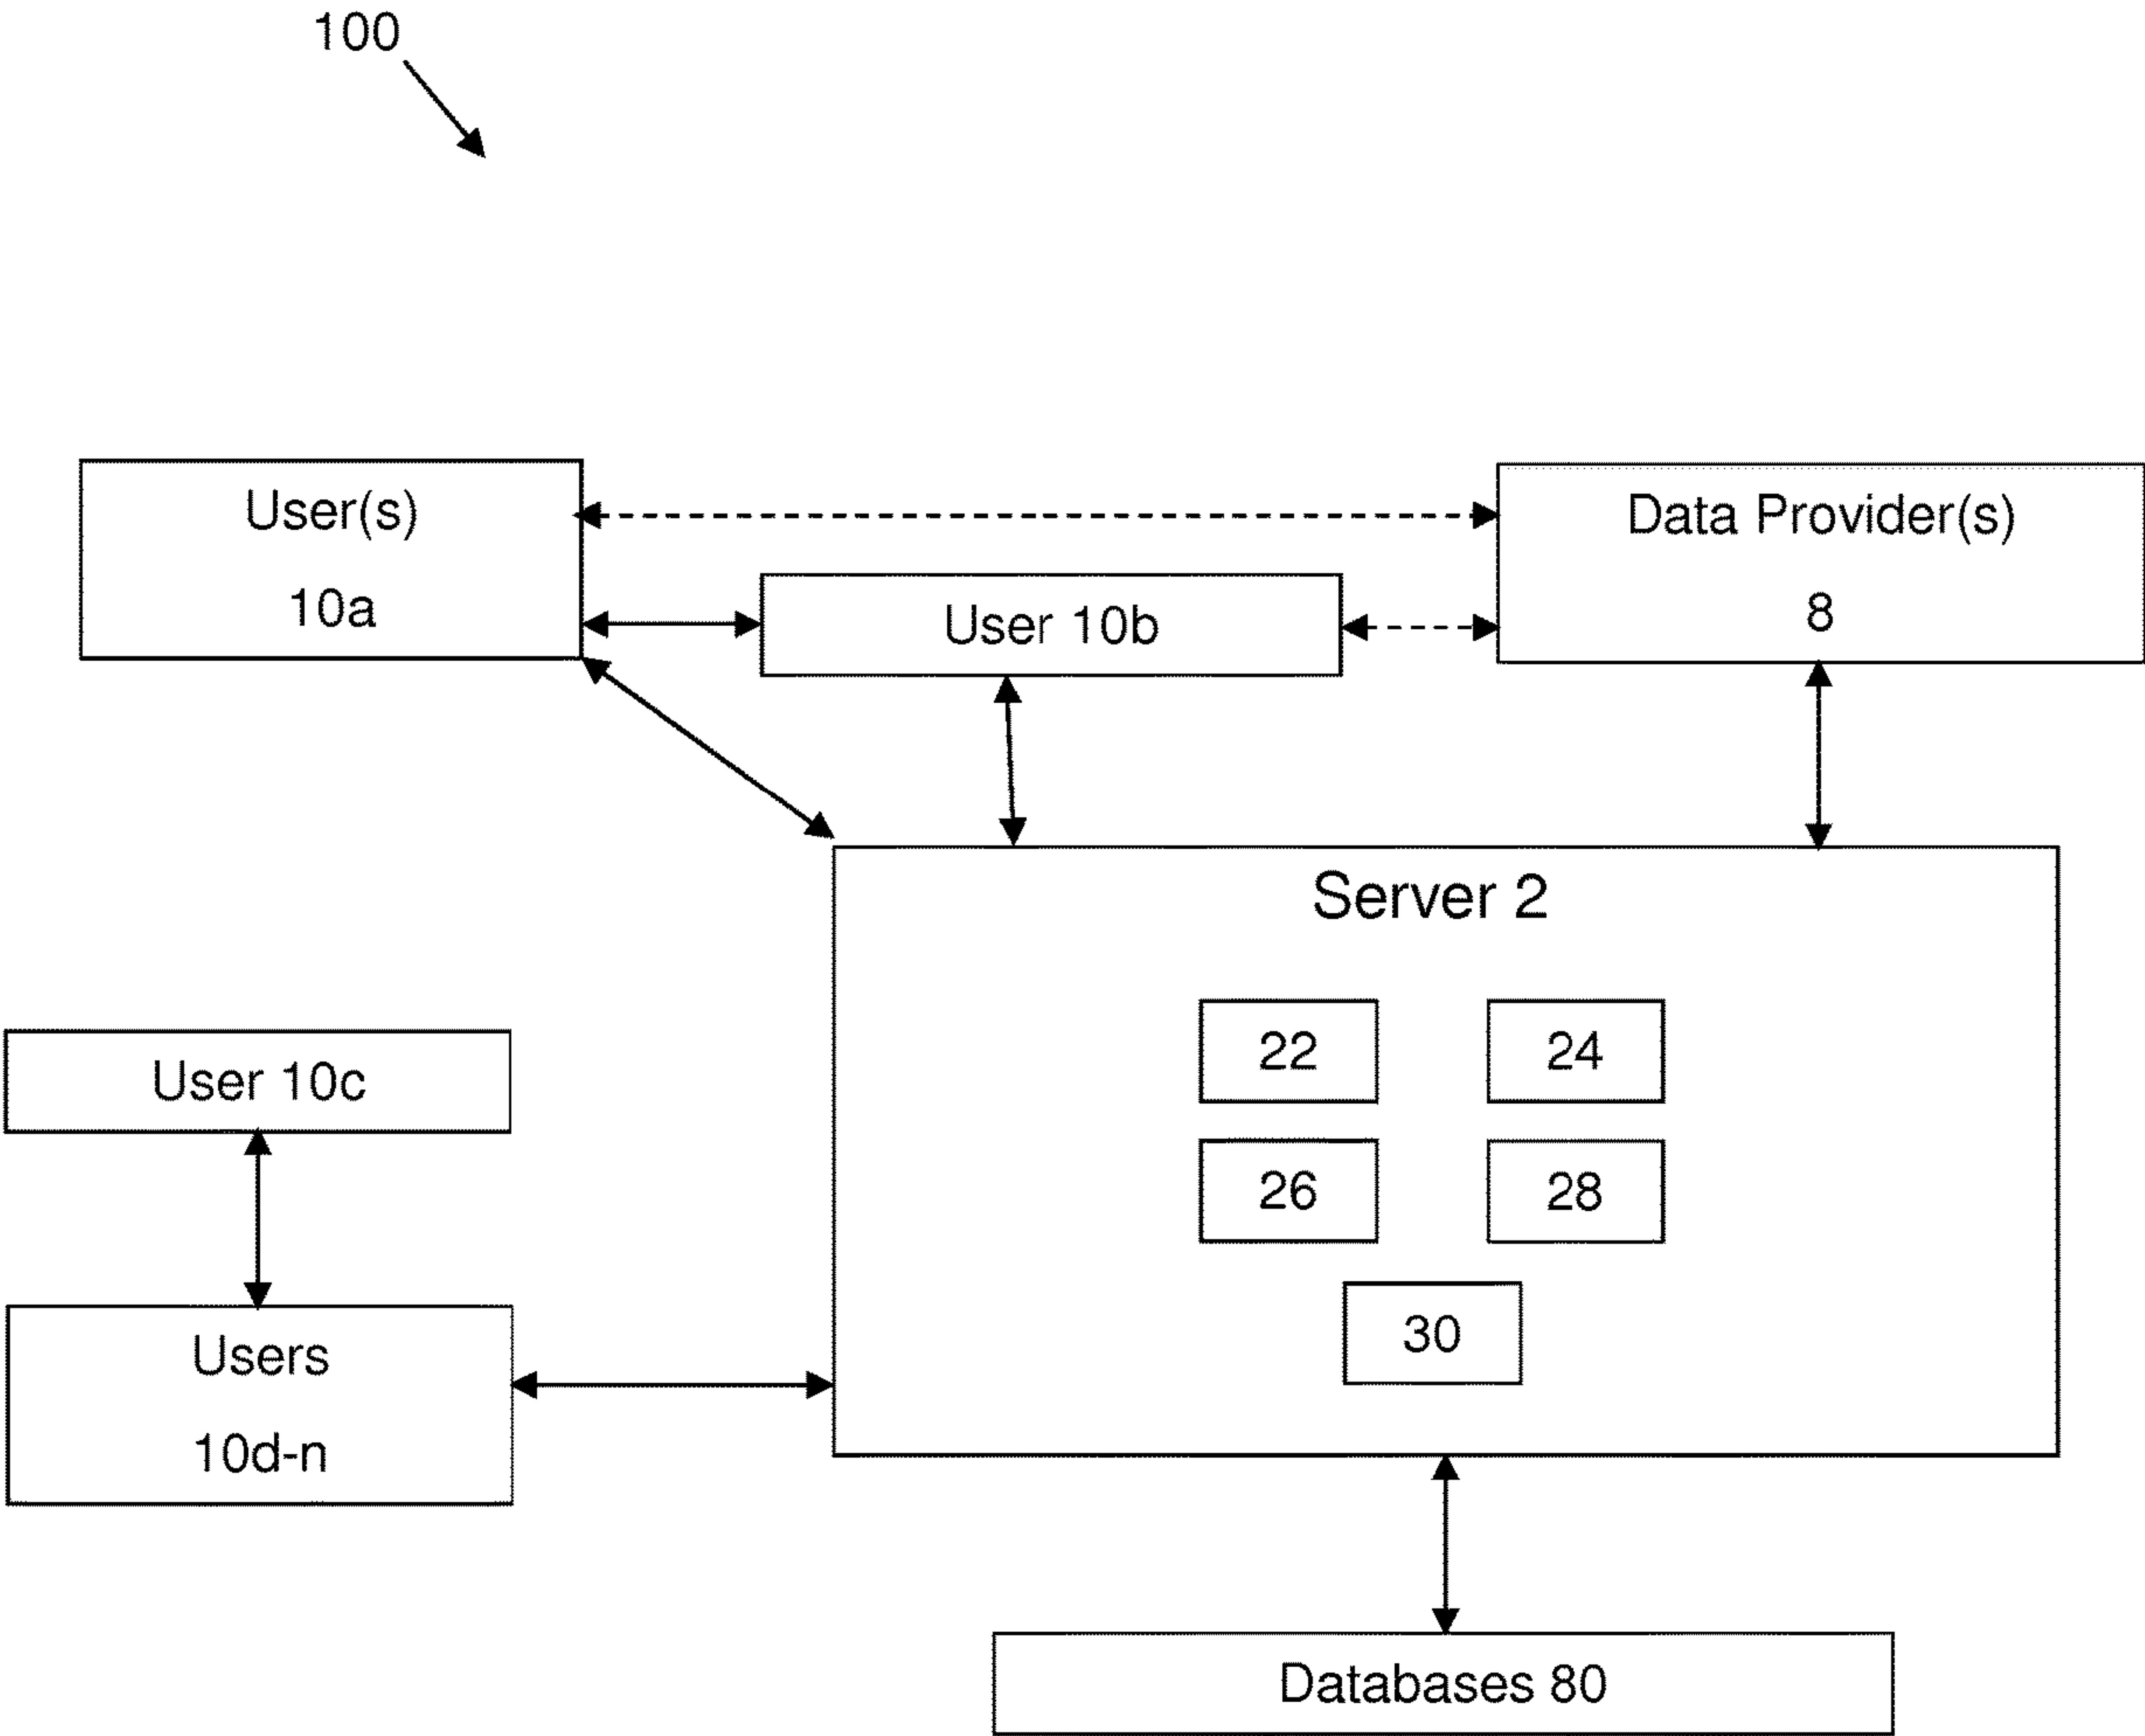 100
User(s)
10a
Data Provider(s)
8
User 10b
Server 2
22
24
User 10c
26
28
30
Users
10d-n
Databases 80